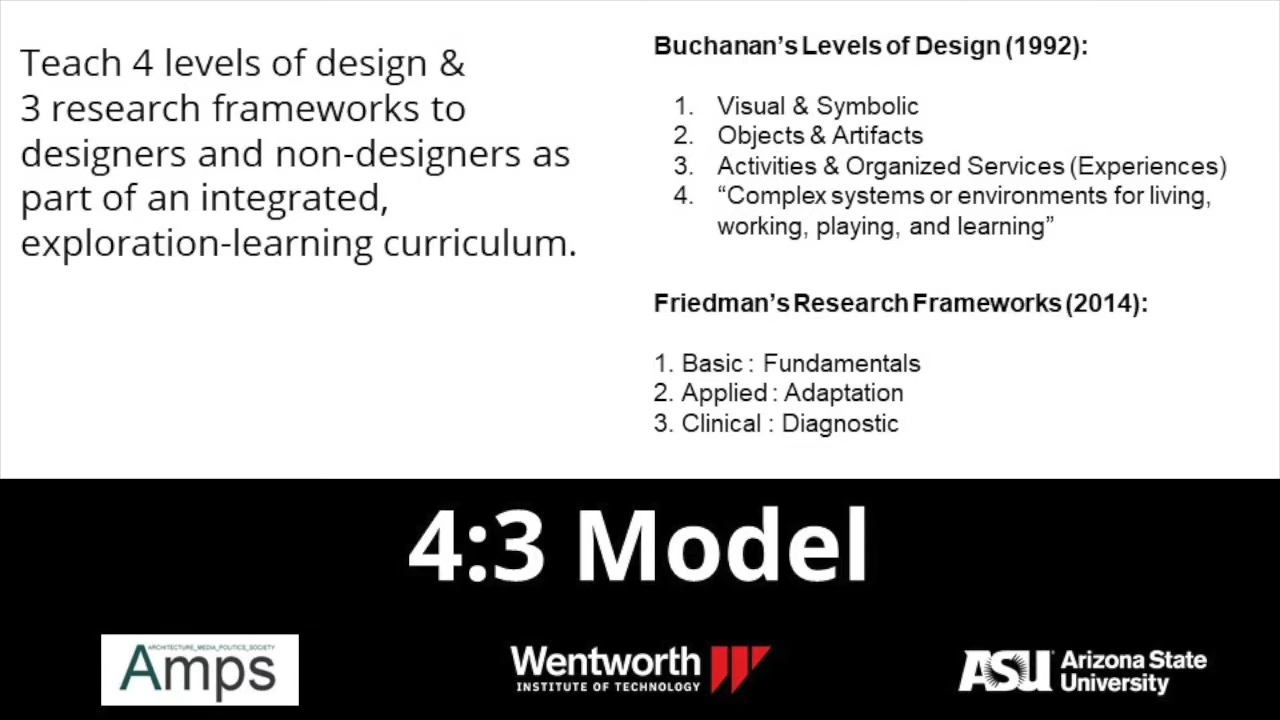 Teach 4 levels of design &
3 research frameworks to
designers and non-designers as
part of an integrated,
exploration-learning curriculum.
Buchanan's Levels of Design (1992):
1. Visual & Symbolic
2. Objects & Artifacts
3. Activities & Organized Services (Experiences)
4. “Complex systems or environments for living,
working, playing, and learning”
Friedman's Research Frameworks (2014):
1. Basic : Fundamentals
2. Applied : Adaptation
3. Clinical : Diagnostic
4:3 Model
ARCHITECTURE_MEDIA_POLITICS_SOCIETY
Amps
Wentworth
INSTITUTE OF TECHNOLOGY
ASU Arizona State
University